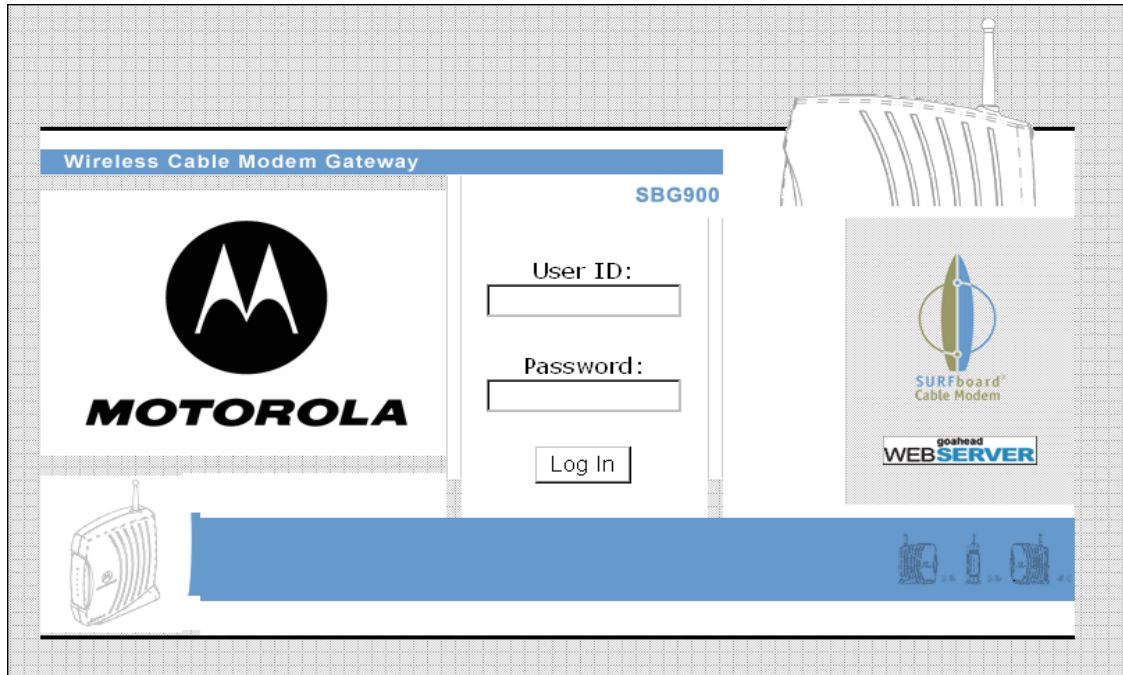 Wireless Cable Modem Gateway
SBG900
MOTOROLA
User ID:
Password:
Log In
SURFboard®
Cable Modem
goahead
WEBSERVER